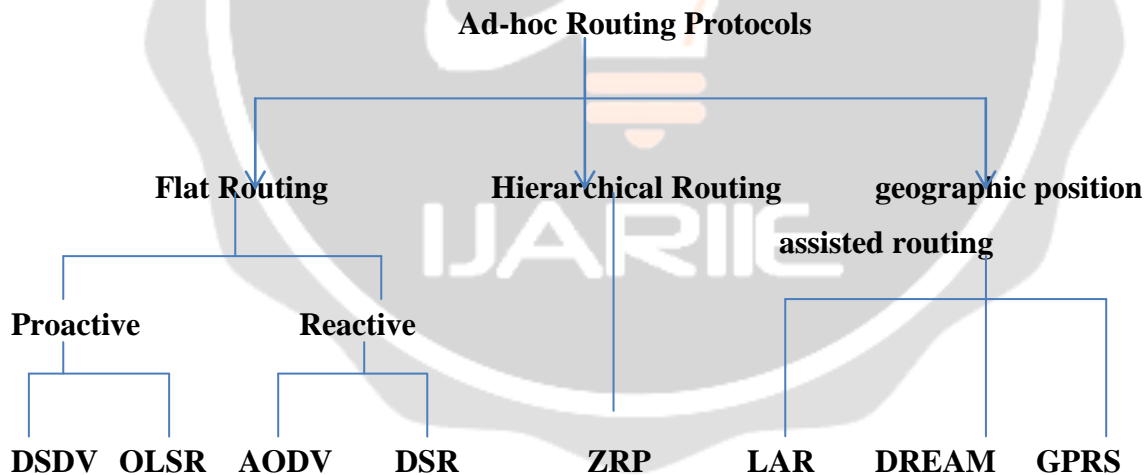 Ad-hoc Routing Protocols
Flat Routing Hierarchical Routing geographic position
assisted routing
IJARIIE
Proactive Reactive
DSDV OLSR AODV DSR ZRP LAR DREAM GPRS